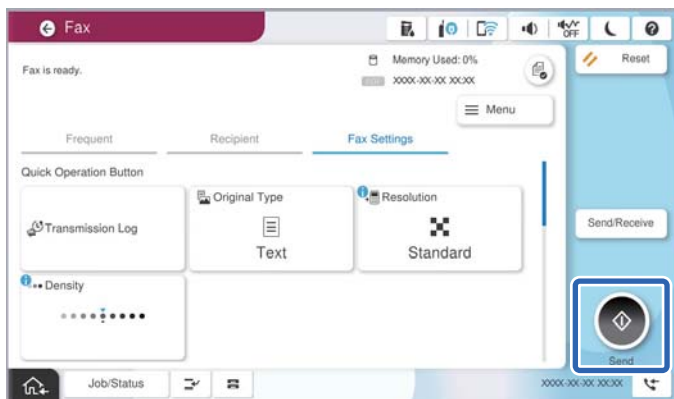 Fax
OFF
Fax is ready.
Memory Used: 0%
XXXX-XX-XX XX:XX
Reset
Menu
Frequent
Recipient
Fax Settings
Quick Operation Button
Transmission Log
Original Type
Text
Resolution
Standard
Send/Receive
Density
Send
Job/Status
XXXX-XX-XX XX:XX